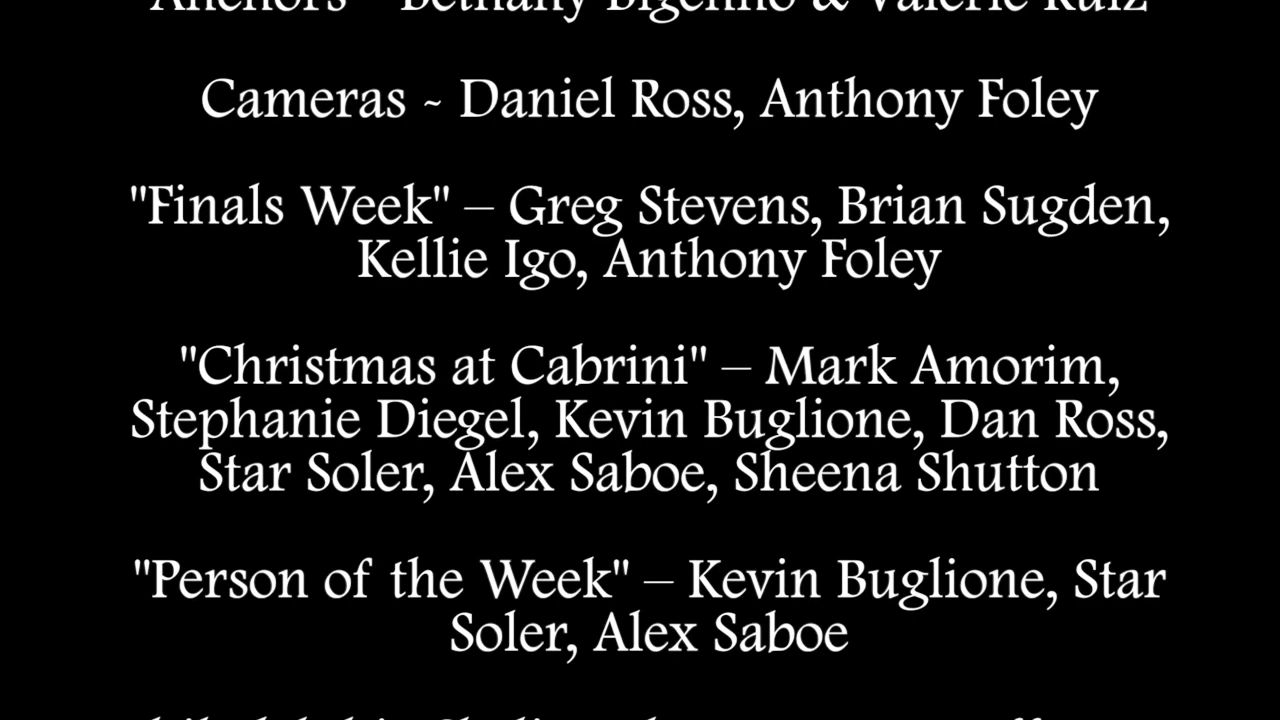 Anchors - Bethany Bigenho & Valerie Ruiz
Cameras ~ Daniel Ross, Anthony Foley
"Finals Week" – Greg Stevens, Brian Sugden,
Kellie Igo, Anthony Foley
"Christmas at Cabrini" – Mark Amorim,
Stephanie Diegel, Kevin Buglione, Dan Ross,
Star Soler, Alex Saboe, Sheena Shutton
"Person of the Week" – Kevin Buglione, Star
Soler, Alex Saboe